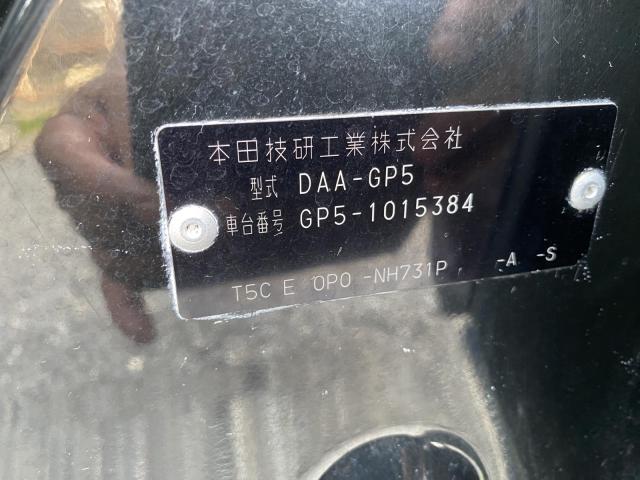 本田技研工業株式会社
型式 DAA-GP5
車台番号 GP5-1015384
T5C E OPO -NH731P -A -S